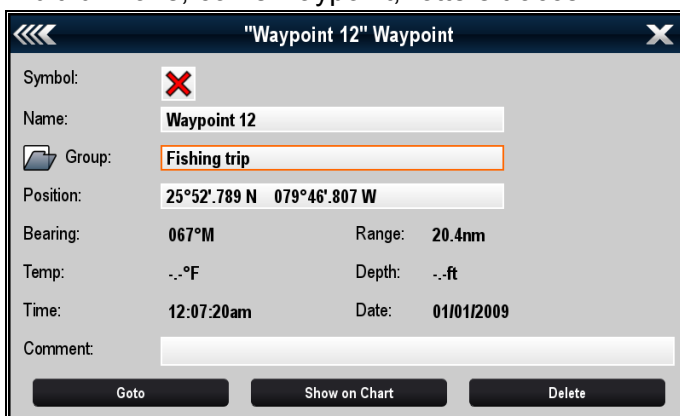 "Waypoint 12" Waypoint
Symbol:
Name: Waypoint 12
Group: Fishing trip
Position: 25°52'.789 N 079°46'.807 W
Bearing: 067°M Range: 20.4nm
Temp: -.-°F Depth: -.-ft
Time: 12:07:20am Date: 01/01/2009
Comment:
Goto Show on Chart Delete